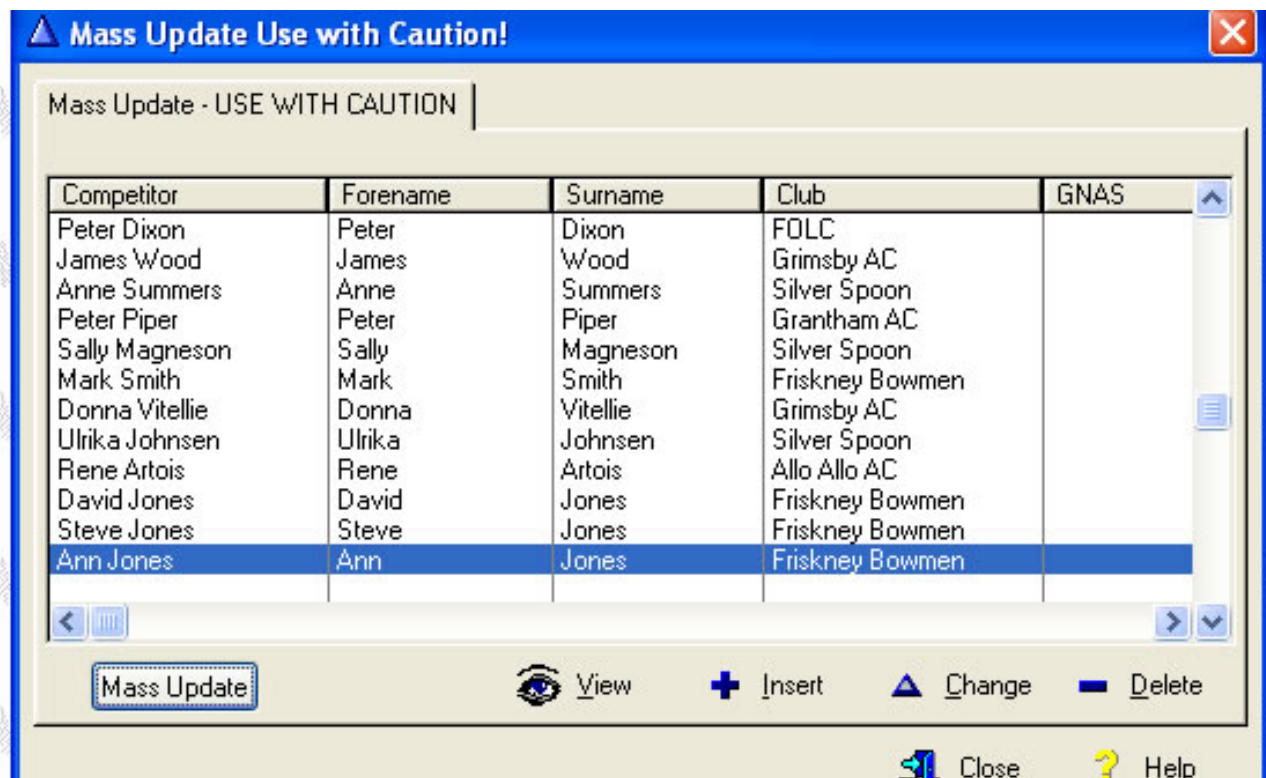 Mass Update Use with Caution!
Mass Update - USE WITH CAUTION
Competitor Forename Surname Club GNAS
Peter Dixon Peter Dixon FOLC
James Wood James Wood Grimsby AC
Anne Summers Anne Summers Silver Spoon
Peter Piper Peter Piper Grantham AC
Sally Magneson Sally Magneson Silver Spoon
Mark Smith Mark Smith Friskney Bowmen
Donna Vitellie Donna Vitellie Grimsby AC
Ulrika Johnsen Ulrika Johnsen Silver Spoon
Rene Artois Rene Artois Allo Allo AC
David Jones David Jones Friskney Bowmen
Steve Jones Steve Jones Friskney Bowmen
Ann Jones Ann Jones Friskney Bowmen
Mass Update View Insert Change Delete
Close Help